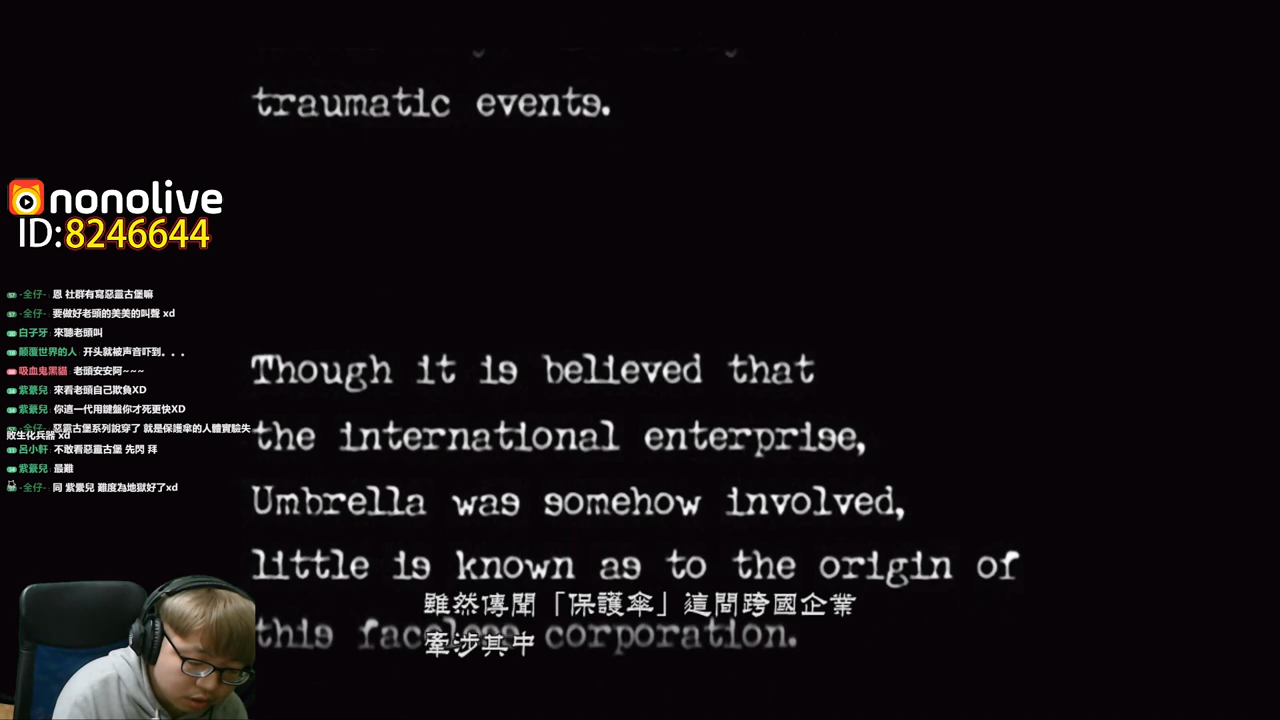 traumatic events.
nonolive
ID:8246644
-全仔- 恩 社群有寫惡靈古堡嘛
-全仔- 要做好老頭的美美的叫聲 xd
白子牙 來聽老頭叫
颠覆世界的人 开头就被声音吓到。。。
吸血鬼黑貓 老頭安安阿~~~
紫藄兒 來看老頭自己欺負XD
紫藄兒 你這一代用鍵盤你才死更快XD
-全仔- 惡靈古堡系列說穿了 就是保護傘的人體實驗失
敗生化兵器 xd
呂小軒 不敢看惡靈古堡 先閃 拜
紫藄兒 最難
-全仔- 同 紫藄兒 難度為地獄好了xd
Though it is believed that
the international enterprise,
Umbrella was somehow involved,
little is known as to the origin of
this faceless corporation.
雖然傳聞「保護傘」這間跨國企業
牽涉其中